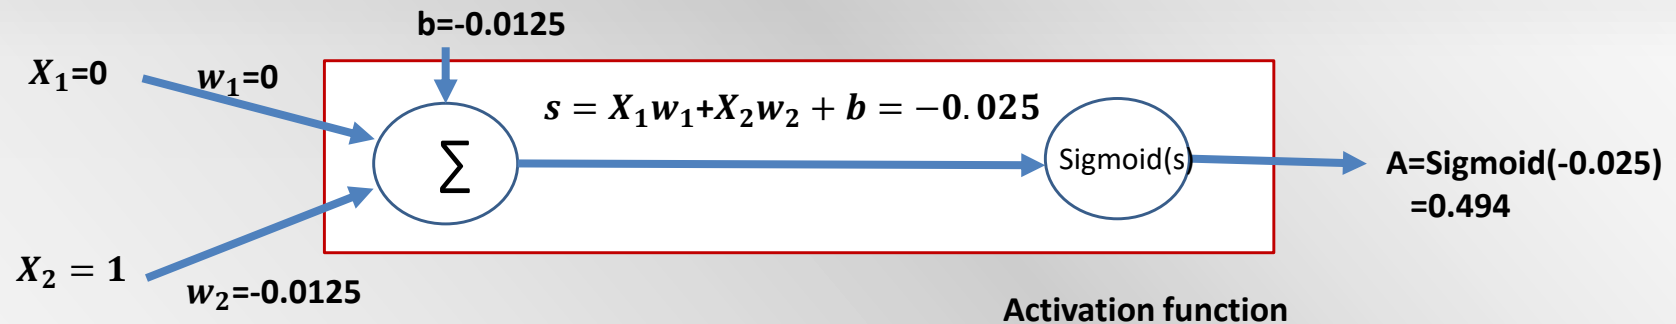 b=-0.0125
𝑿₁=0
𝒘₁=0
𝒔 = 𝑿₁𝒘₁+𝑿₂𝒘₂ + 𝒃 = −𝟎.𝟎𝟐𝟓
∑
Sigmoid(s)
A=Sigmoid(-0.025)
=0.494
𝑿₂ = 𝟏
𝒘₂=-0.0125
Activation function